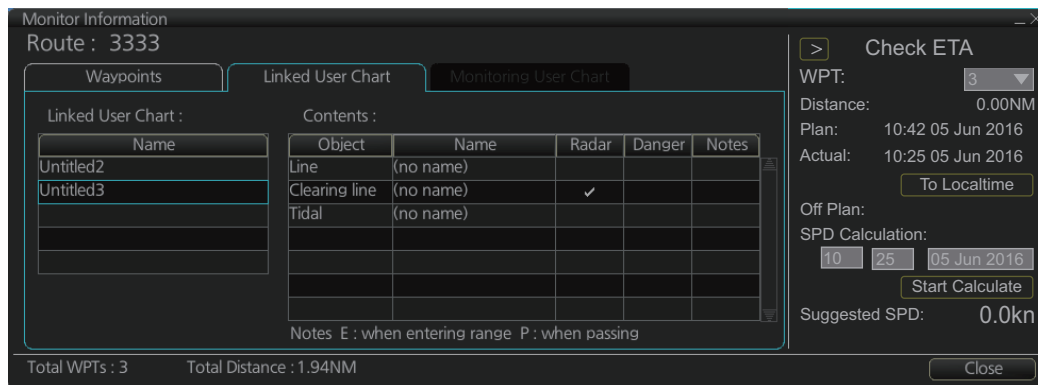 Monitor Information
Route : 3333
Waypoints
Linked User Chart
Monitoring User Chart
Linked User Chart :
Name
Untitled2
Untitled3
Contents :
Object Name Radar Danger Notes
Line (no name)
Clearing line (no name) ✓
Tidal (no name)
Notes E : when entering range P : when passing
Total WPTs : 3 Total Distance : 1.94NM
> Check ETA
WPT: 3
Distance: 0.00NM
Plan: 10:42 05 Jun 2016
Actual: 10:25 05 Jun 2016
To Localtime
Off Plan:
SPD Calculation:
10 25 05 Jun 2016
Start Calculate
Suggested SPD: 0.0kn
Close